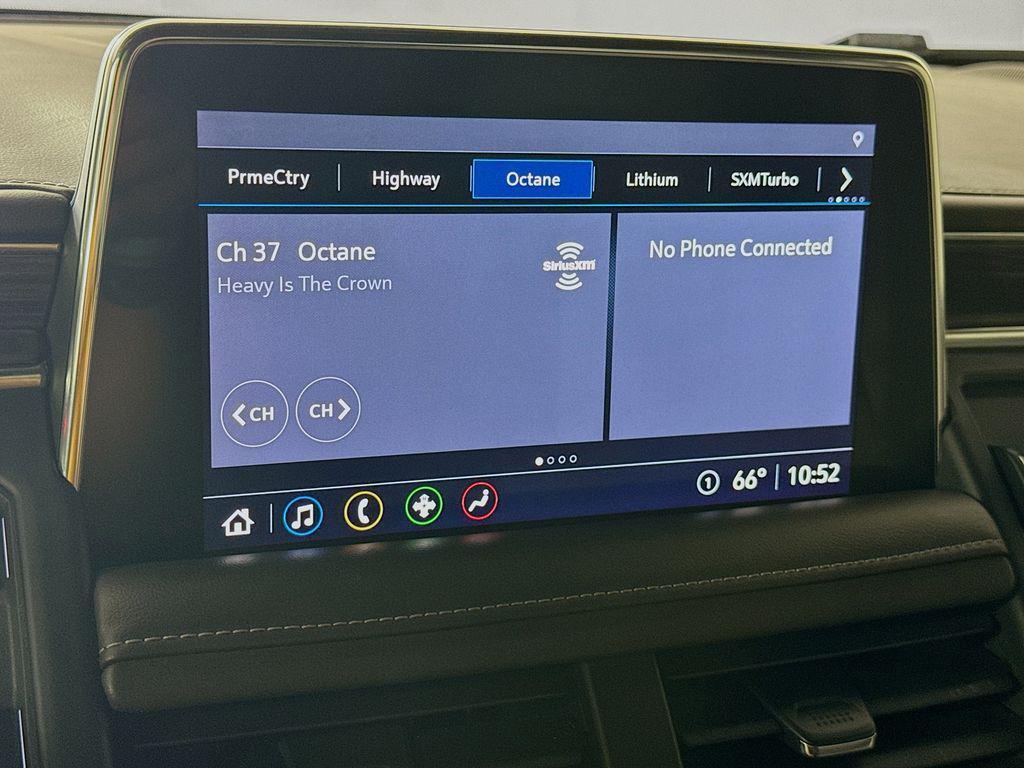 PrmeCtry Highway Octane Lithium SXMTurbo
Ch 37 Octane
Heavy Is The Crown
SiriusXM
No Phone Connected
CH CH
1 66° 10:52